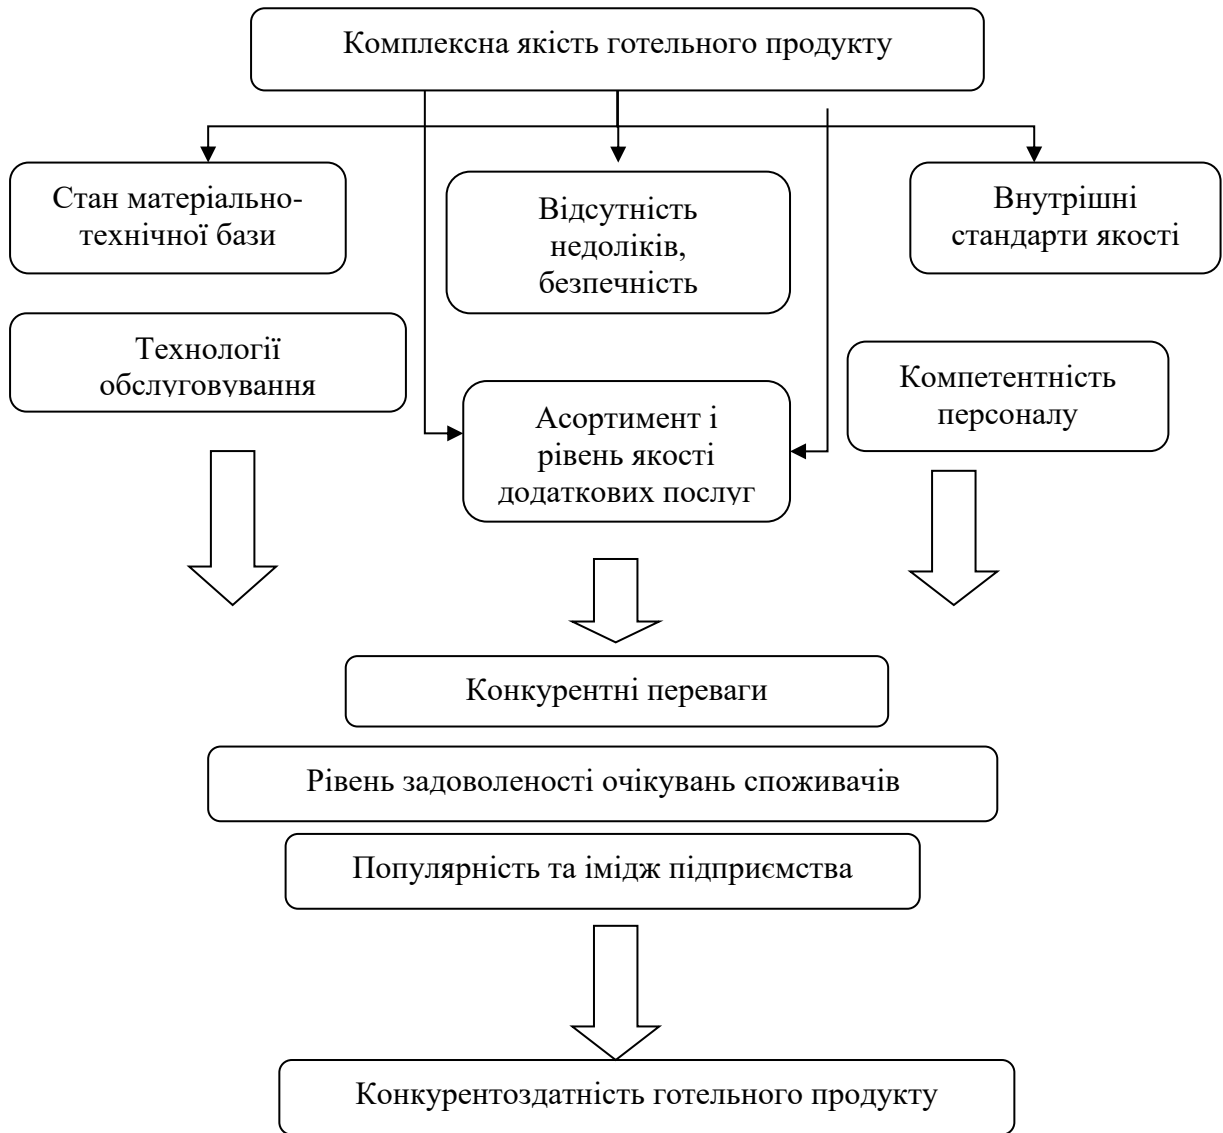 Комплексна якість готельного продукту
Стан матеріально-
технічної бази
Відсутність
недоліків,
безпечність
Внутрішні
стандарти якості
Технології
обслуговування
Асортимент і
рівень якості
додаткових послуг
Компетентність
персоналу
Конкурентні переваги
Рівень задоволеності очікувань споживачів
Популярність та імідж підприємства
Конкурентоздатність готельного продукту